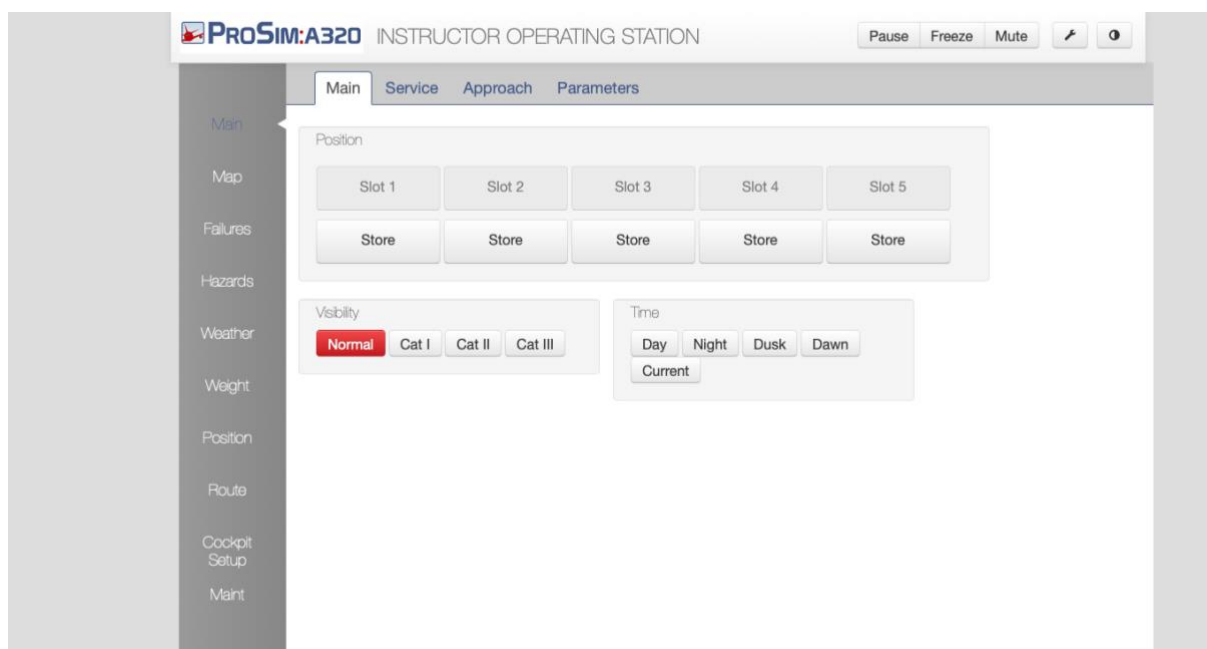 PROSIM:A320 INSTRUCTOR OPERATING STATION Pause Freeze Mute
Main Service Approach Parameters
Main
Map
Failures
Hazards
Weather
Weight
Position
Route
Cockpit
Setup
Maint
Position
Slot 1 Slot 2 Slot 3 Slot 4 Slot 5
Store Store Store Store Store
Visibility
Normal Cat I Cat II Cat III
Time
Day Night Dusk Dawn
Current